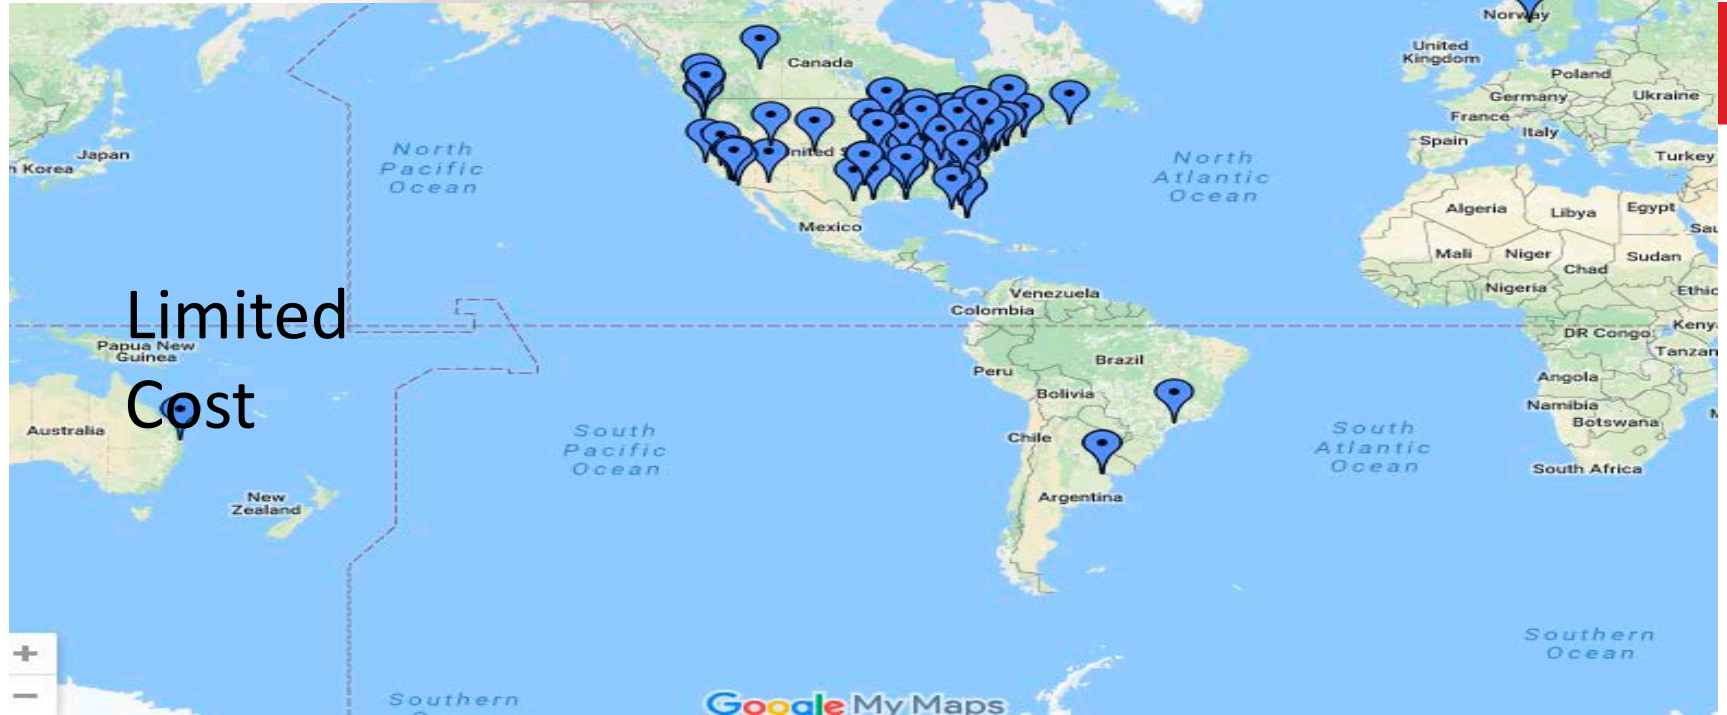 Norway
United
Kingdom
Canada
Poland
Germany
Ukraine
France
Italy
Spain
Turkey
Japan
Korea
North
Pacific
Ocean
North
Atlantic
Ocean
Mexico
Algeria
Libya
Egypt
Mali
Niger
Chad
Sudan
Nigeria
Venezuela
Colombia
Limited
Cost
Papua New
Guinea
DR Congo
Brazil
Peru
Bolivia
Angola
Namibia
Botswana
Australia
Chile
South
Pacific
Ocean
South
Atlantic
Ocean
South Africa
New
Zealand
Argentina
Southern
Ocean
+
−
Southern
Google My Maps